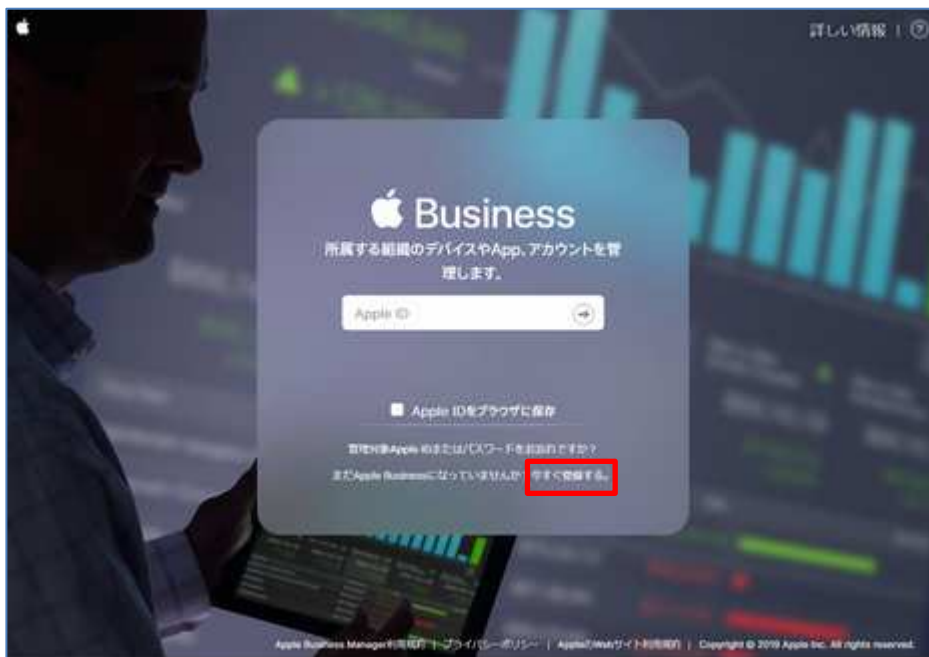 詳しい情報 | ?
Business
所属する組織のデバイスやApp、アカウントを管
理します。
Apple ID
Apple IDをブラウザに保存
管理対象Apple IDまたはパスワードをお忘れですか?
まだApple Businessになっていませんか 今すぐ登録する。
Apple Business Manager利用規約 | プライバシーポリシー | AppleのWebサイト利用規約 | Copyright © 2019 Apple Inc. All rights reserved.